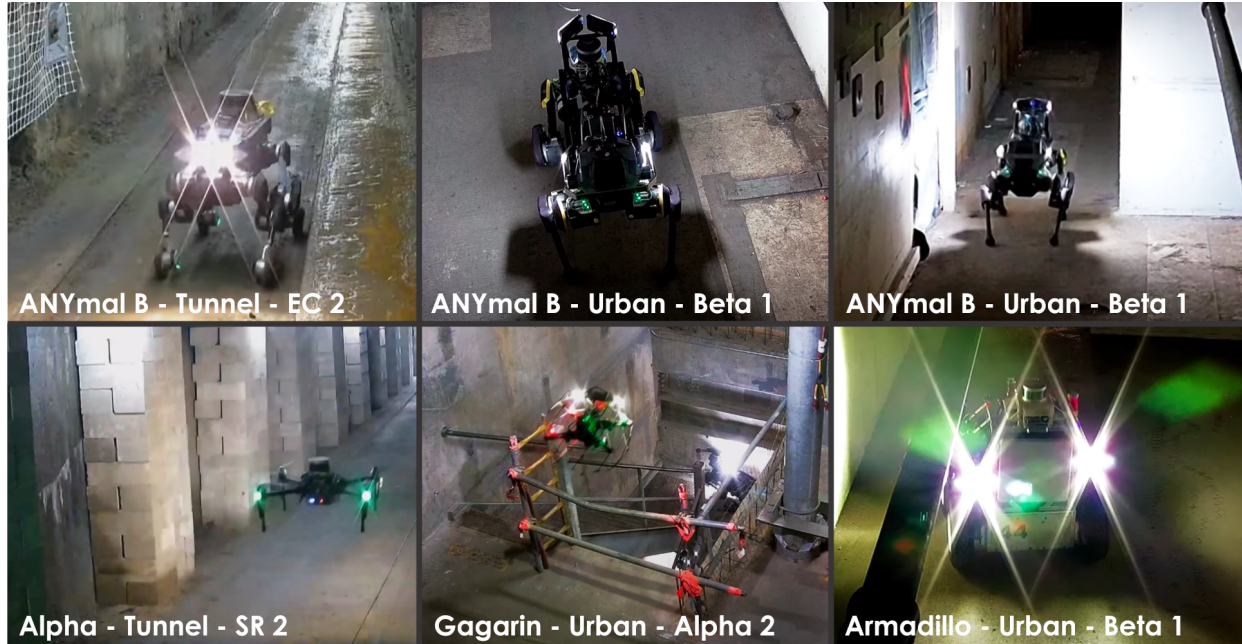 ANYmal B - Tunnel - EC 2
ANYmal B - Urban - Beta 1
ANYmal B - Urban - Beta 1
Alpha - Tunnel - SR 2
Gagarin - Urban - Alpha 2
Armadillo - Urban - Beta 1